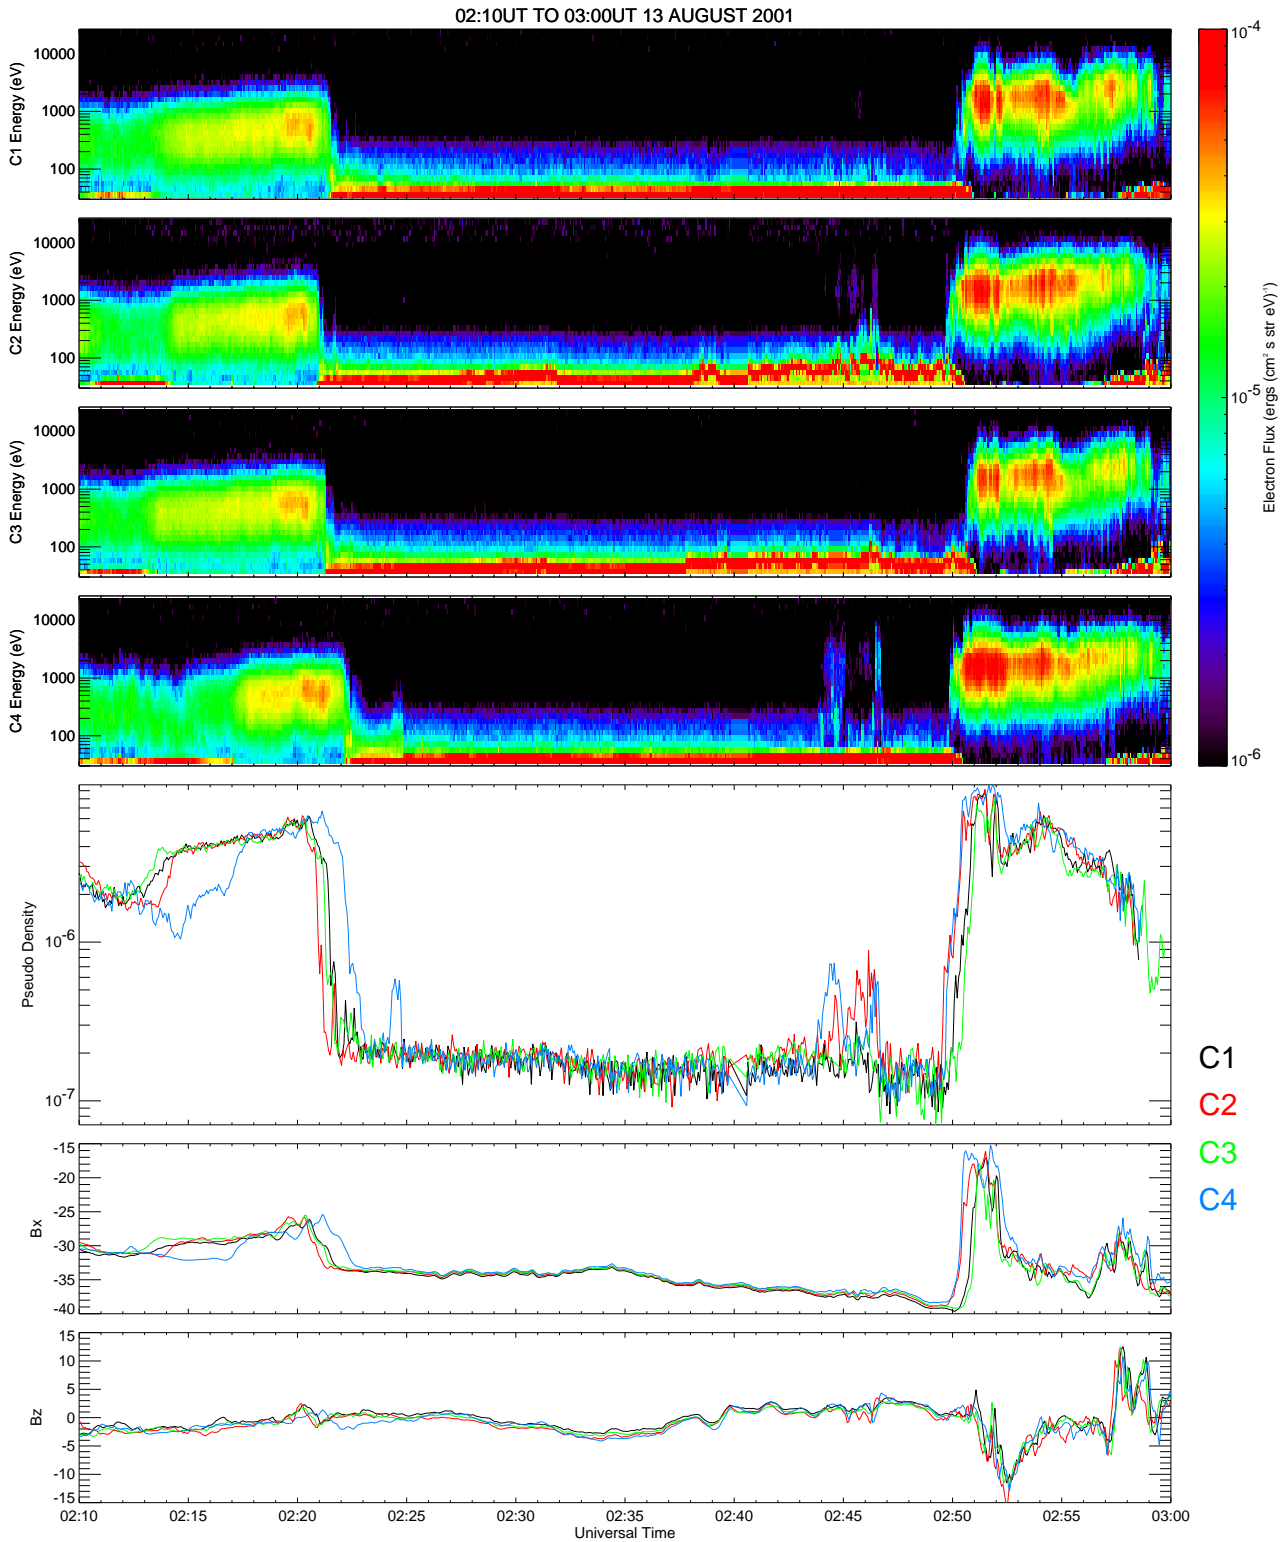 02:10UT TO 03:00UT 13 AUGUST 2001
C1 Energy (eV)
10000
1000
100
C2 Energy (eV)
10000
1000
100
C3 Energy (eV)
10000
1000
100
C4 Energy (eV)
10000
1000
100
10-4
10-5
10-6
Electron Flux (ergs (cm2 s str eV)-1)
Pseudo Density
10-6
10-7
C1
C2
C3
C4
Bx
-15
-20
-25
-30
-35
-40
Bz
15
10
5
0
-5
-10
-15
02:10 02:15 02:20 02:25 02:30 02:35 02:40 02:45 02:50 02:55 03:00
Universal Time